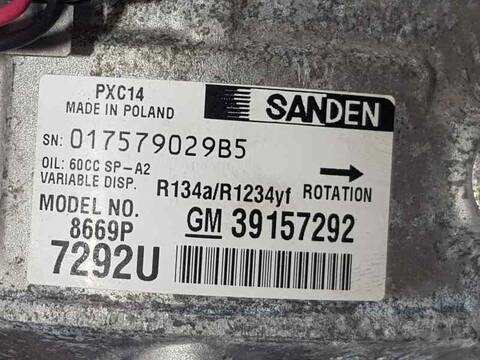 PXC14
MADE IN POLAND
SANDEN
SN: 017579029B5
OIL: 60CC SP-A2
VARIABLE DISP.
R134a/R1234yf ROTATION
MODEL NO.
8669P
GM 39157292
7292U